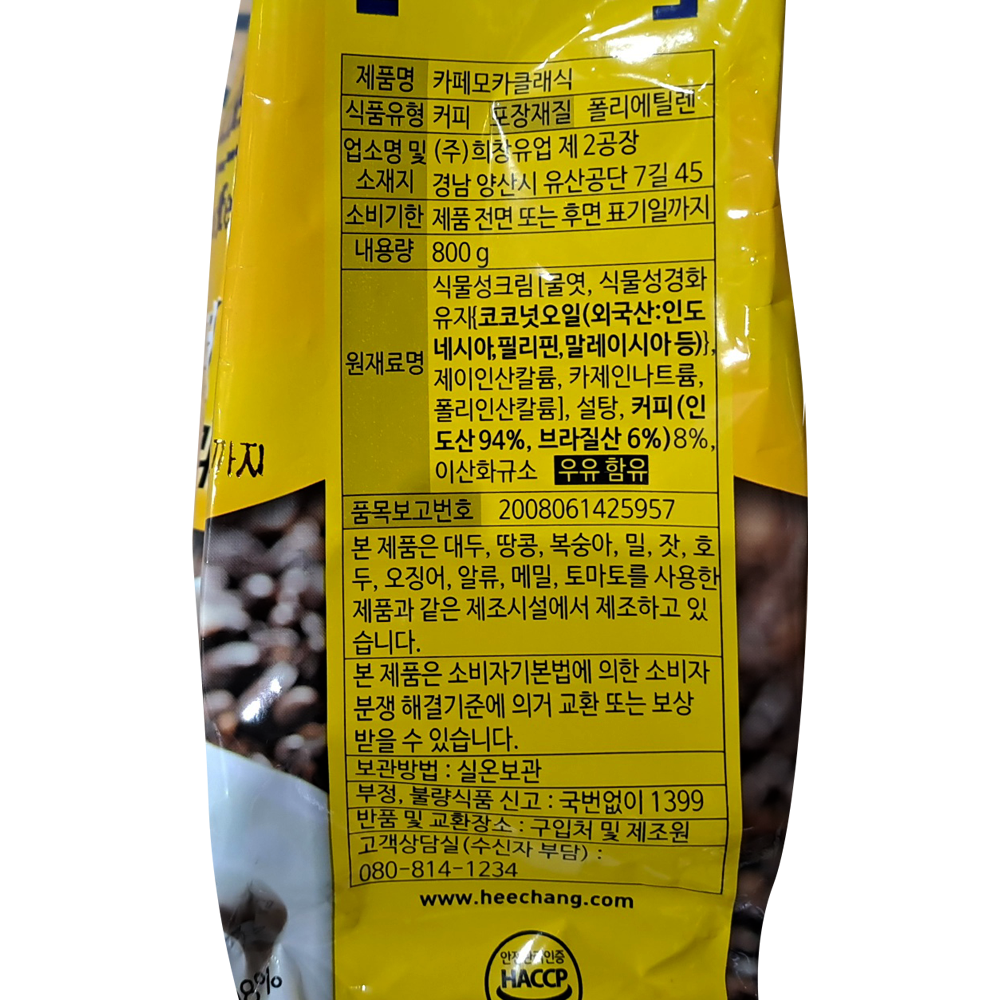 제품명 카페모카클래식
식품유형 커피 포장재질 폴리에틸렌
업소명 및 소재지 (주)희창유업 제2공장
경남 양산시 유산공단 7길 45
소비기한 제품 전면 또는 후면 표기일까지
내용량 800 g
원재료명 식물성크림[물엿, 식물성경화
유지{코코넛오일(외국산:인도
네시아,필리핀,말레이시아 등)},
제이인산칼륨, 카제인나트륨,
폴리인산칼륨], 설탕, 커피(인
도산 94%, 브라질산 6%)8%,
이산화규소 우유 함유
품목보고번호 2008061425957
본 제품은 대두, 땅콩, 복숭아, 밀, 잣, 호
두, 오징어, 알류, 메밀, 토마토를 사용한
제품과 같은 제조시설에서 제조하고 있
습니다.
본 제품은 소비자기본법에 의한 소비자
분쟁 해결기준에 의거 교환 또는 보상
받을 수 있습니다.
보관방법 : 실온보관
부정, 불량식품 신고 : 국번없이 1399
반품 및 교환장소 : 구입처 및 제조원
고객상담실(수신자 부담) :
080-814-1234
www.heechang.com
안전관리인증
HACCP
까지
8%